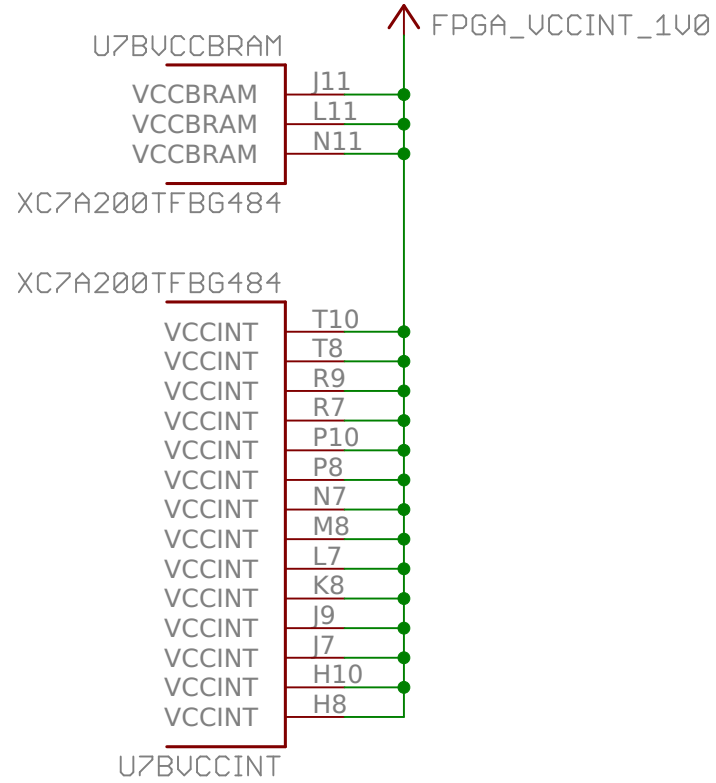 FPGA_VCCINT_1V0
U7BVCCBRAM
VCCBRAM J11
VCCBRAM L11
VCCBRAM N11
XC7A200TFBG484
XC7A200TFBG484
VCCINT T10
VCCINT T8
VCCINT R9
VCCINT R7
VCCINT P10
VCCINT P8
VCCINT N7
VCCINT M8
VCCINT L7
VCCINT K8
VCCINT J9
VCCINT J7
VCCINT H10
VCCINT H8
U7BVCCINT